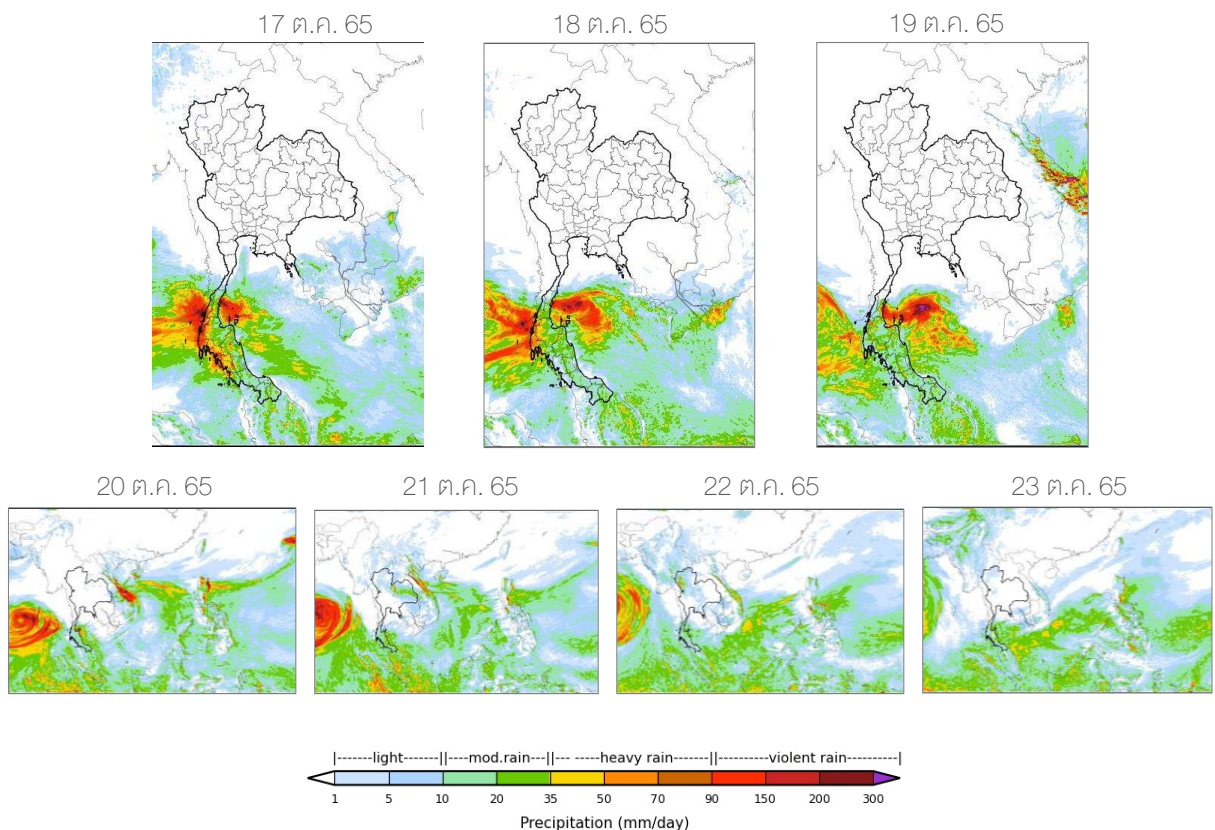 17 ต.ค. 65
18 ต.ค. 65
19 ต.ค. 65
20 ต.ค. 65
21 ต.ค. 65
22 ต.ค. 65
23 ต.ค. 65
|-------light-------||----mod.rain---||--- ----heavy rain-----||------violent rain---------|
1 5 10 20 35 50 70 90 150 200 300
Precipitation (mm/day)